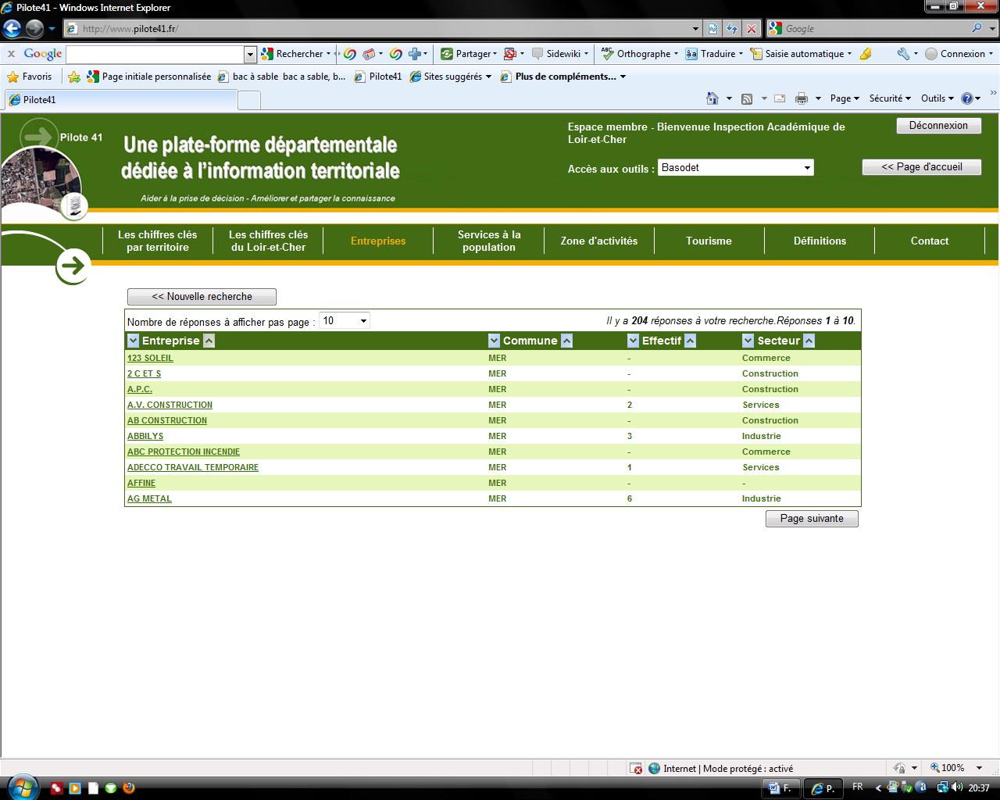 Pilote41 - Windows Internet Explorer
http://www.pilote41.fr/
Google
x Google
Rechercher
Partager
Sidewiki
ABC Orthographe
Traduire
Saisie automatique
Connexion
Favoris
Page initiale personnalisée
bac à sable bac a sable, b...
Pilote41
Sites suggérés
Plus de compléments...
Pilote41
Page
Sécurité
Outils
Pilote 41
Une plate-forme départementale
dédiée à l'information territoriale
Aider à la prise de décision - Améliorer et partager la connaissance
Espace membre - Bienvenue Inspection Académique de
Loir-et-Cher
Déconnexion
Accès aux outils : Basodet
<< Page d'accueil
Les chiffres clés
par territoire
Les chiffres clés
du Loir-et-Cher
Entreprises
Services à la
population
Zone d'activités
Tourisme
Définitions
Contact
<< Nouvelle recherche
Nombre de réponses à afficher pas page : 10
Il y a 204 réponses à votre recherche.Réponses 1 à 10.
Entreprise Commune Effectif Secteur
123 SOLEIL MER - Commerce
2 C ET S MER - Construction
A.P.C. MER - Construction
A.V. CONSTRUCTION MER 2 Services
AB CONSTRUCTION MER - Construction
ABBILYS MER 3 Industrie
ABC PROTECTION INCENDIE MER - Commerce
ADECCO TRAVAIL TEMPORAIRE MER 1 Services
AFFINE MER - -
AG METAL MER 6 Industrie
Page suivante
Internet | Mode protégé : activé
100%
F.
P.
FR
20:37